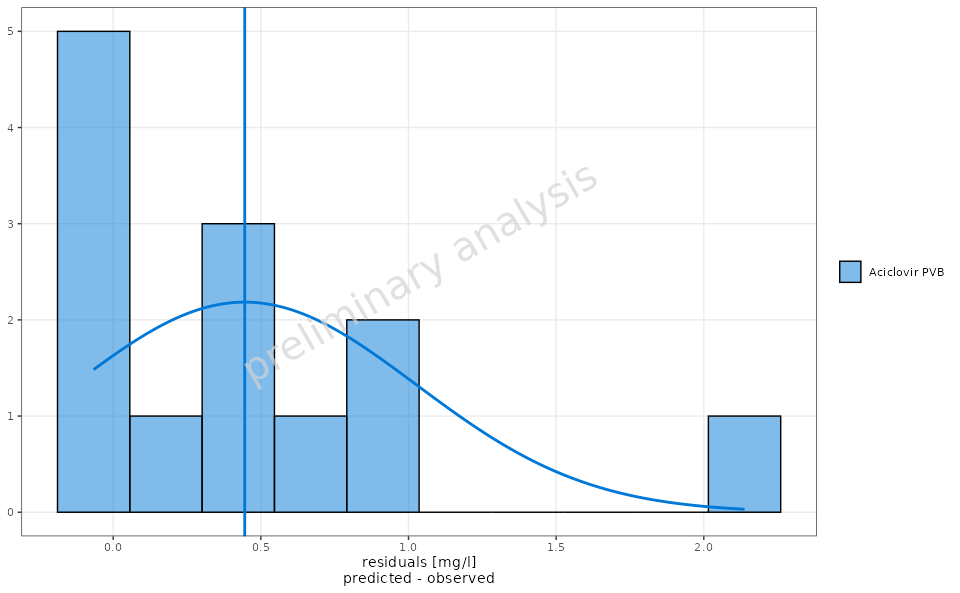 5
4
3
2
1
0
preliminary analysis
Aciclovir PVB
0.0 0.5 1.0 1.5 2.0
residuals [mg/l]
predicted - observed